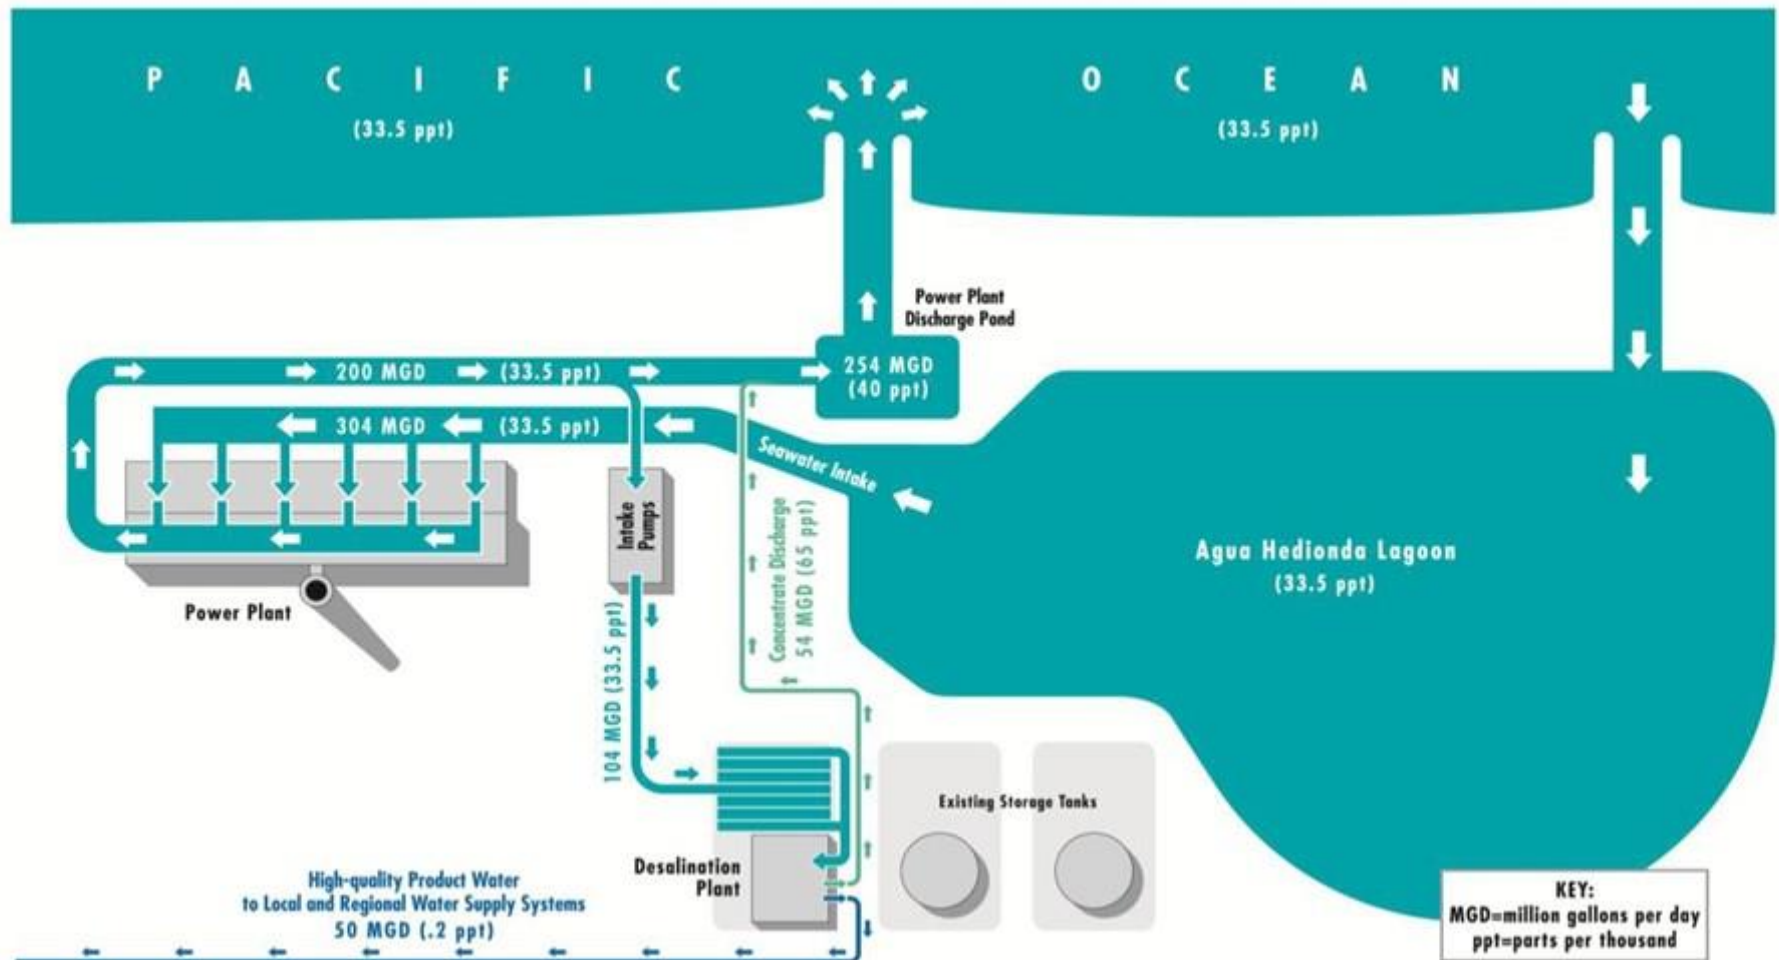 P A C I F I C O C E A N
(33.5 ppt)
(33.5 ppt)
Power Plant
Discharge Pond
254 MGD
(40 ppt)
200 MGD (33.5 ppt)
304 MGD (33.5 ppt)
Seawater Intake
Intake
Pumps
Concentrate Discharge
54 MGD (65 ppt)
Agua Hedionda Lagoon
(33.5 ppt)
Power Plant
104 MGD (33.5 ppt)
Existing Storage Tanks
Desalination
Plant
High-quality Product Water
to Local and Regional Water Supply Systems
50 MGD (.2 ppt)
KEY:
MGD=million gallons per day
ppt=parts per thousand